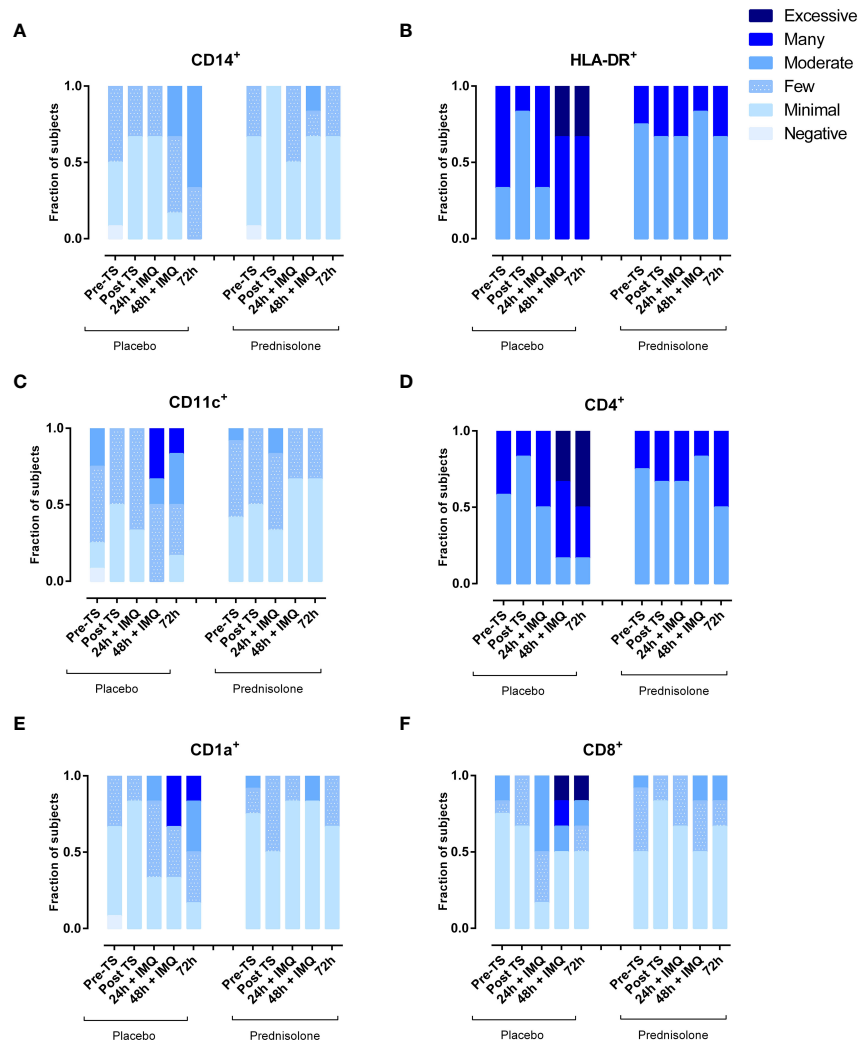 Excessive
Many
Moderate
Few
Minimal
Negative
A
CD14+
Fraction of subjects
1.0
0.5
0.0
Pre-TS
Post TS
24h + IMQ
48h + IMQ
72h
Pre-TS
Post TS
24h + IMQ
48h + IMQ
72h
Placebo
Prednisolone
B
HLA-DR+
Fraction of subjects
1.0
0.5
0.0
Pre-TS
Post TS
24h + IMQ
48h + IMQ
72h
Pre-TS
Post TS
24h + IMQ
48h + IMQ
72h
Placebo
Prednisolone
C
CD11c+
Fraction of subjects
1.0
0.5
0.0
Pre-TS
Post TS
24h + IMQ
48h + IMQ
72h
Pre-TS
Post TS
24h + IMQ
48h + IMQ
72h
Placebo
Prednisolone
D
CD4+
Fraction of subjects
1.0
0.5
0.0
Pre-TS
Post TS
24h + IMQ
48h + IMQ
72h
Pre-TS
Post TS
24h + IMQ
48h + IMQ
72h
Placebo
Prednisolone
E
CD1a+
Fraction of subjects
1.0
0.5
0.0
Pre-TS
Post TS
24h + IMQ
48h + IMQ
72h
Pre-TS
Post TS
24h + IMQ
48h + IMQ
72h
Placebo
Prednisolone
F
CD8+
Fraction of subjects
1.0
0.5
0.0
Pre-TS
Post TS
24h + IMQ
48h + IMQ
72h
Pre-TS
Post TS
24h + IMQ
48h + IMQ
72h
Placebo
Prednisolone